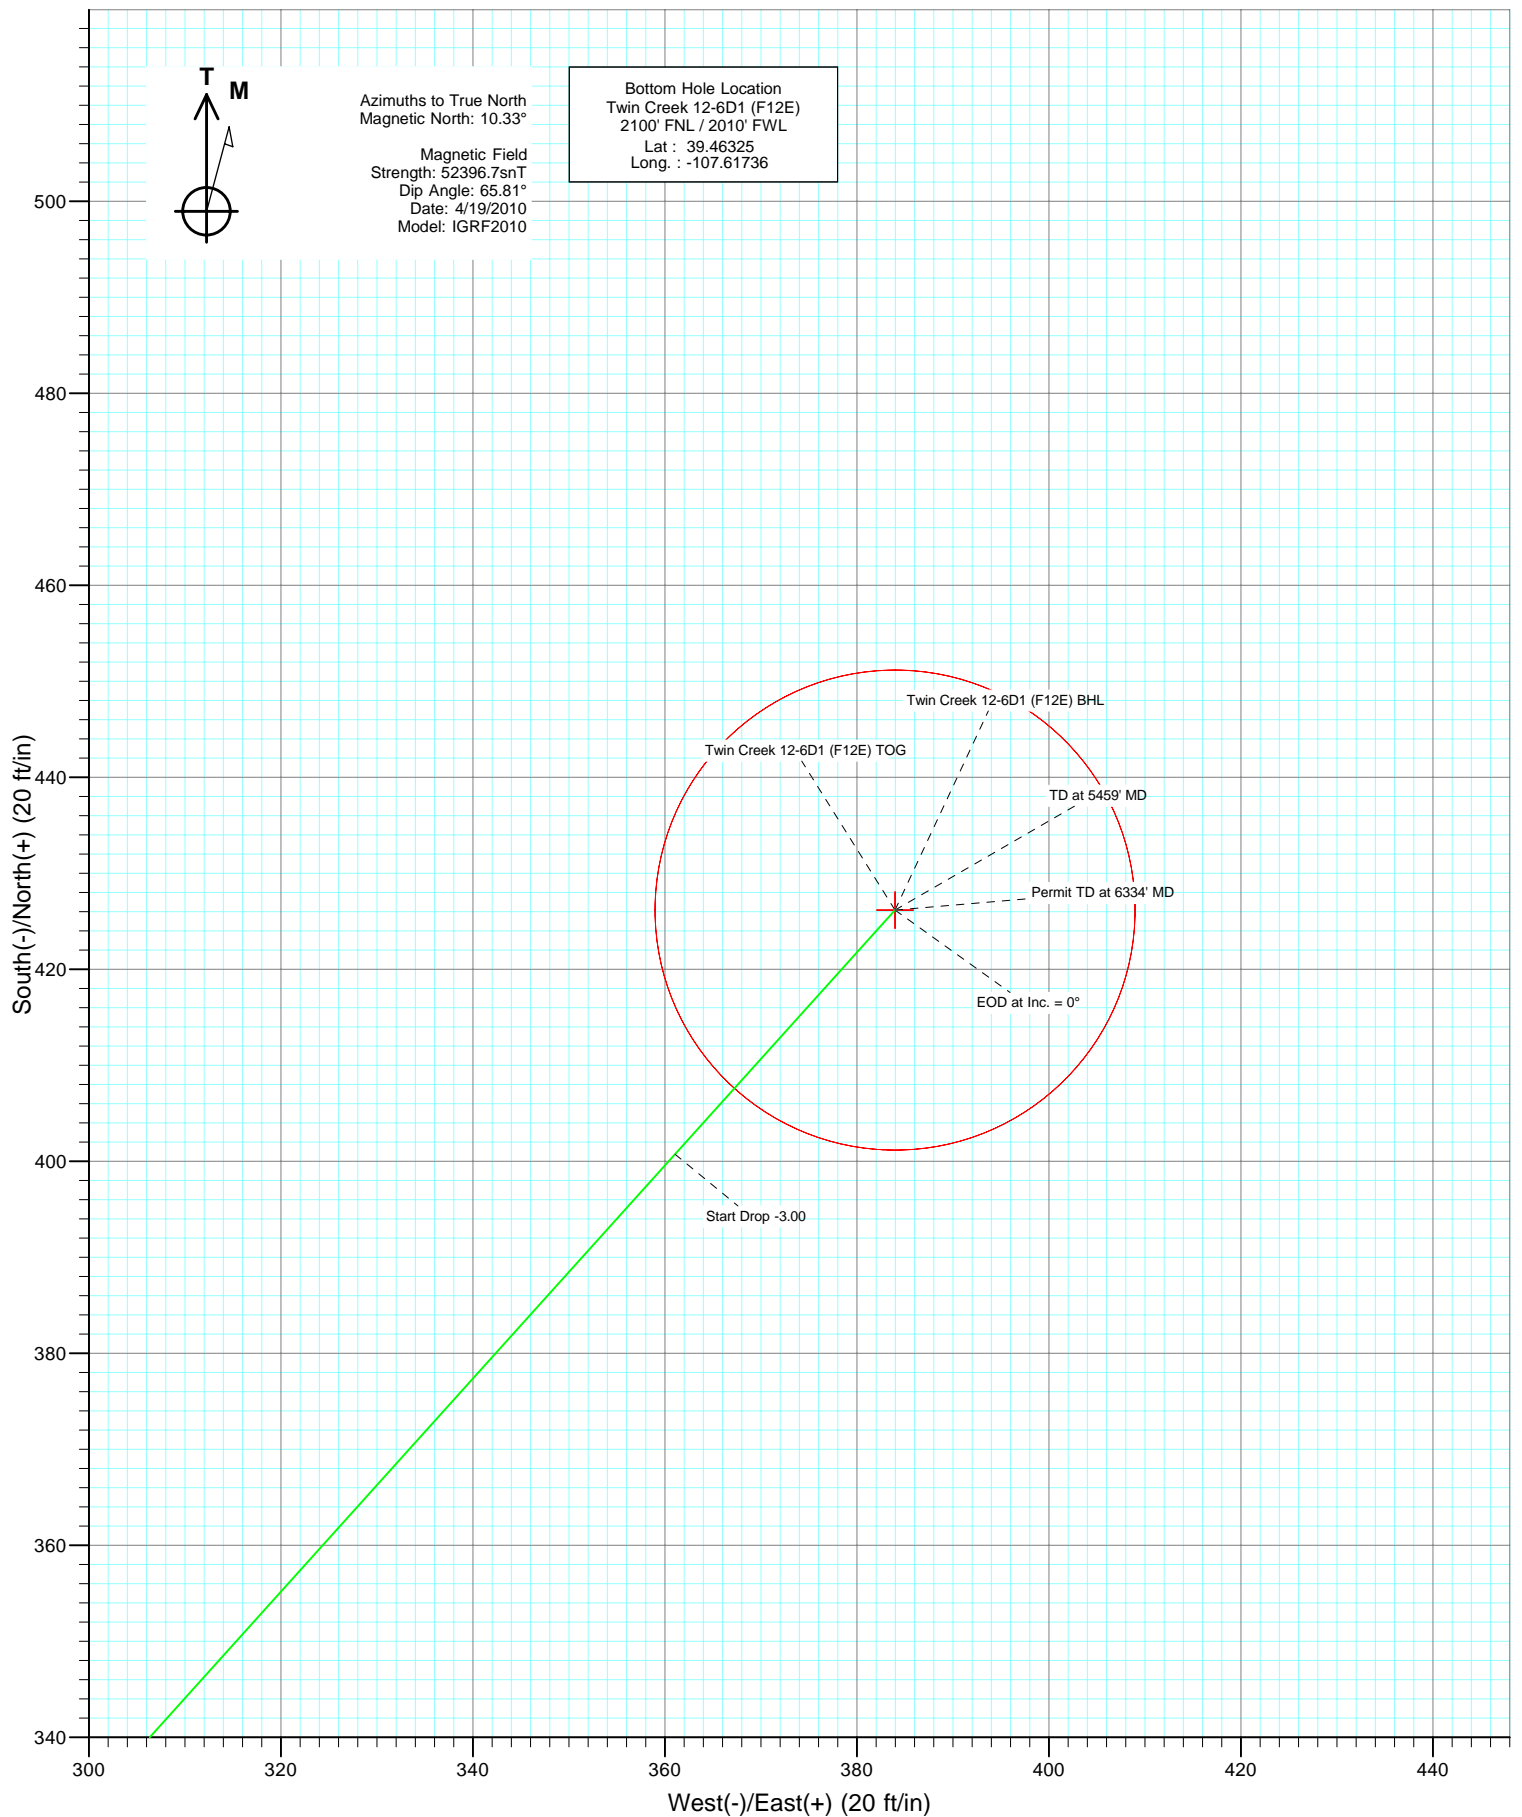 T
M
Azimuths to True North
Magnetic North: 10.33°
Magnetic Field
Strength: 52396.7snT
Dip Angle: 65.81°
Date: 4/19/2010
Model: IGRF2010
Bottom Hole Location
Twin Creek 12-6D1 (F12E)
2100' FNL / 2010' FWL
Lat : 39.46325
Long. : -107.61736
500
480
460
440
420
400
380
360
340
South(-)/North(+) (20 ft/in)
Twin Creek 12-6D1 (F12E) BHL
Twin Creek 12-6D1 (F12E) TOG
TD at 5459' MD
Permit TD at 6334' MD
EOD at Inc. = 0°
Start Drop -3.00
300
320
340
360
380
400
420
440
West(-)/East(+) (20 ft/in)